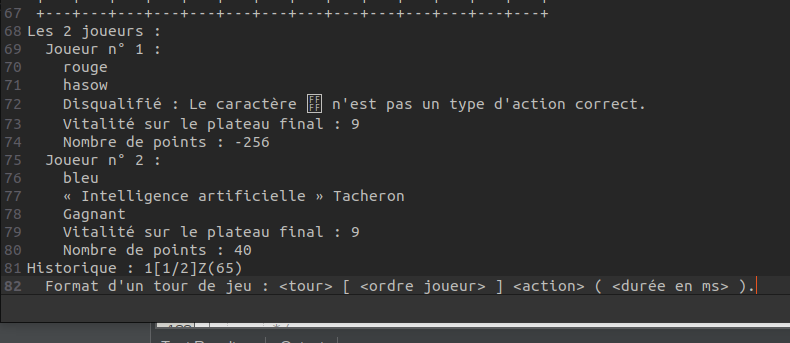 67 +---+---+---+---+---+---+---+---+---+---+---+---+---+---+
68 Les 2 joueurs :
69 Joueur n° 1 :
70 rouge
71 hasow
72 Disqualifié : Le caractère n'est pas un type d'action correct.
73 Vitalité sur le plateau final : 9
74 Nombre de points : -256
75 Joueur n° 2 :
76 bleu
77 « Intelligence artificielle » Tacheron
78 Gagnant
79 Vitalité sur le plateau final : 9
80 Nombre de points : 40
81 Historique : 1[1/2]Z(65)
82 Format d'un tour de jeu : <tour> [ <ordre joueur> ] <action> ( <durée en ms> ).